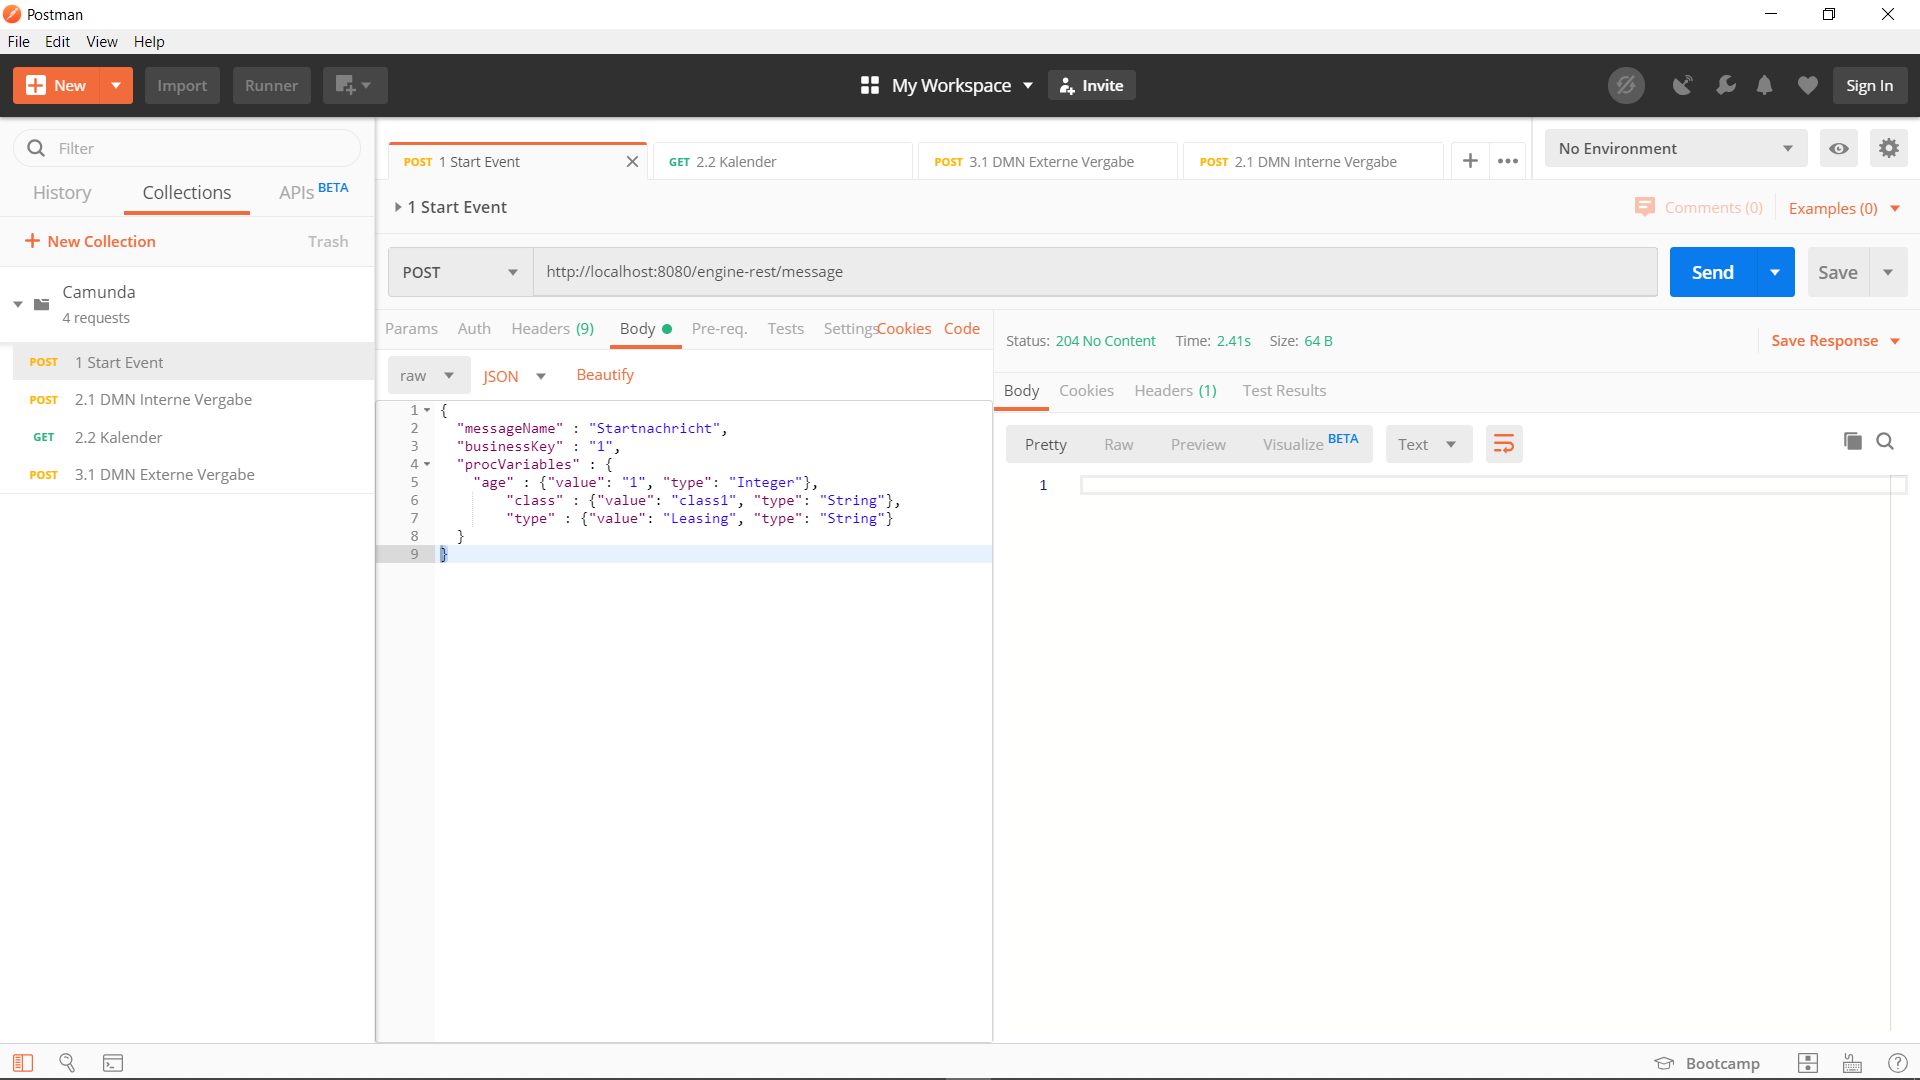 Postman
File Edit View Help
New Import Runner My Workspace Invite Sign In
Filter
History Collections APIs BETA
New Collection Trash
Camunda
4 requests
POST 1 Start Event
POST 2.1 DMN Interne Vergabe
GET 2.2 Kalender
POST 3.1 DMN Externe Vergabe
POST 1 Start Event GET 2.2 Kalender POST 3.1 DMN Externe Vergabe POST 2.1 DMN Interne Vergabe
No Environment
1 Start Event Comments (0) Examples (0)
POST http://localhost:8080/engine-rest/message Send Save
Params Auth Headers (9) Body Pre-req. Tests Settings Cookies Code
raw JSON Beautify
1 {
2 "messageName" : "Startnachricht",
3 "businessKey" : "1",
4 "procVariables" : {
5 "age" : {"value": "1", "type": "Integer"},
6 "class" : {"value": "class1", "type": "String"},
7 "type" : {"value": "Leasing", "type": "String"}
8 }
9 }
Status: 204 No Content Time: 2.41s Size: 64 B Save Response
Body Cookies Headers (1) Test Results
Pretty Raw Preview Visualize BETA Text
1
Bootcamp